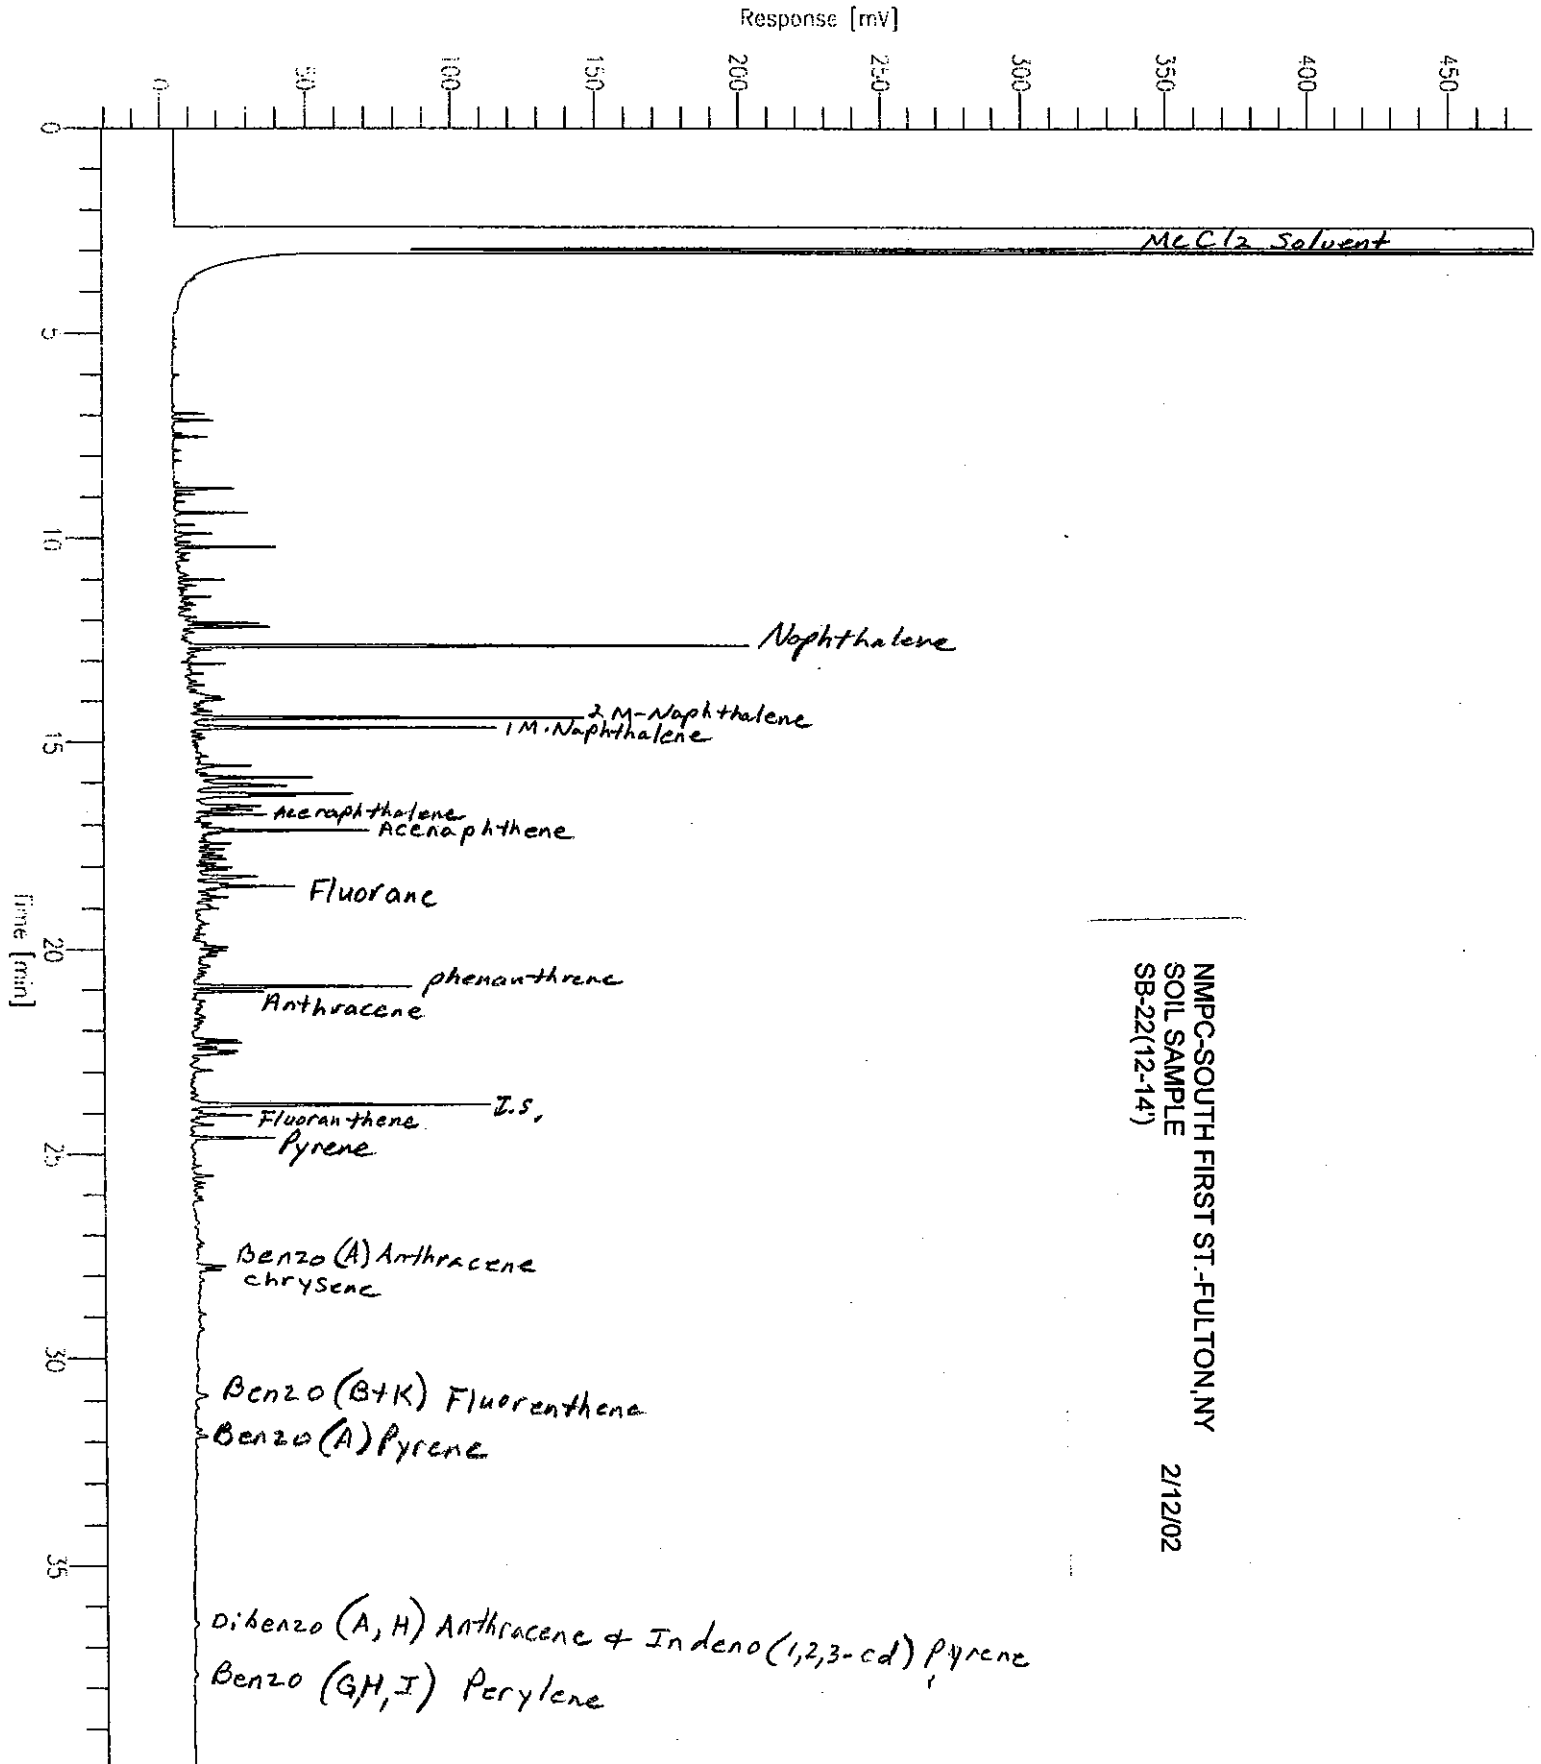 Response [mV]
0
50
100
150
200
250
300
350
400
450
0
5
10
15
20
25
30
35
Time [min]
MeCl2 Solvent
Naphthalene
2 M-Naphthalene
1 M-Naphthalene
Acenaphthalene
Acenaphthene
Fluorane
phenanthrene
Anthracene
I.S.
Fluoranthene
Pyrene
Benzo (A) Anthracene
chrysene
Benzo (B+K) Fluorenthene
Benzo (A) Pyrene
Dibenzo (A, H) Anthracene & Indeno (1,2,3-cd) Pyrene
Benzo (G,H,I) Perylene
NMPC-SOUTH FIRST ST.-FULTON,NY
SOIL SAMPLE 2/12/02
SB-22(12-14')